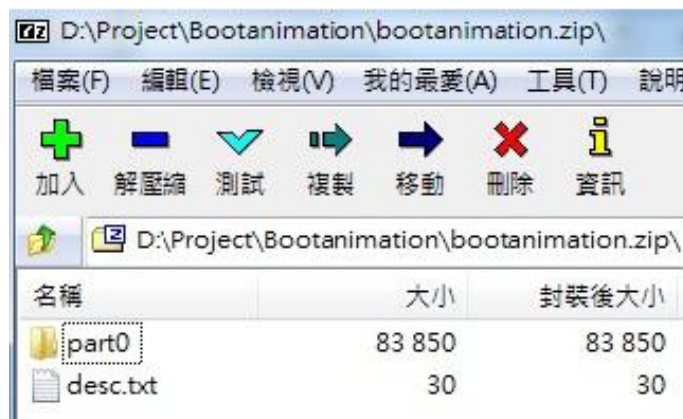 D:\Project\Bootanimation\bootanimation.zip\
檔案(F) 編輯(E) 檢視(V) 我的最愛(A) 工具(T) 說明
加入 解壓縮 測試 複製 移動 刪除 資訊
D:\Project\Bootanimation\bootanimation.zip\
名稱 大小 封裝後大小
part0 83 850 83 850
desc.txt 30 30